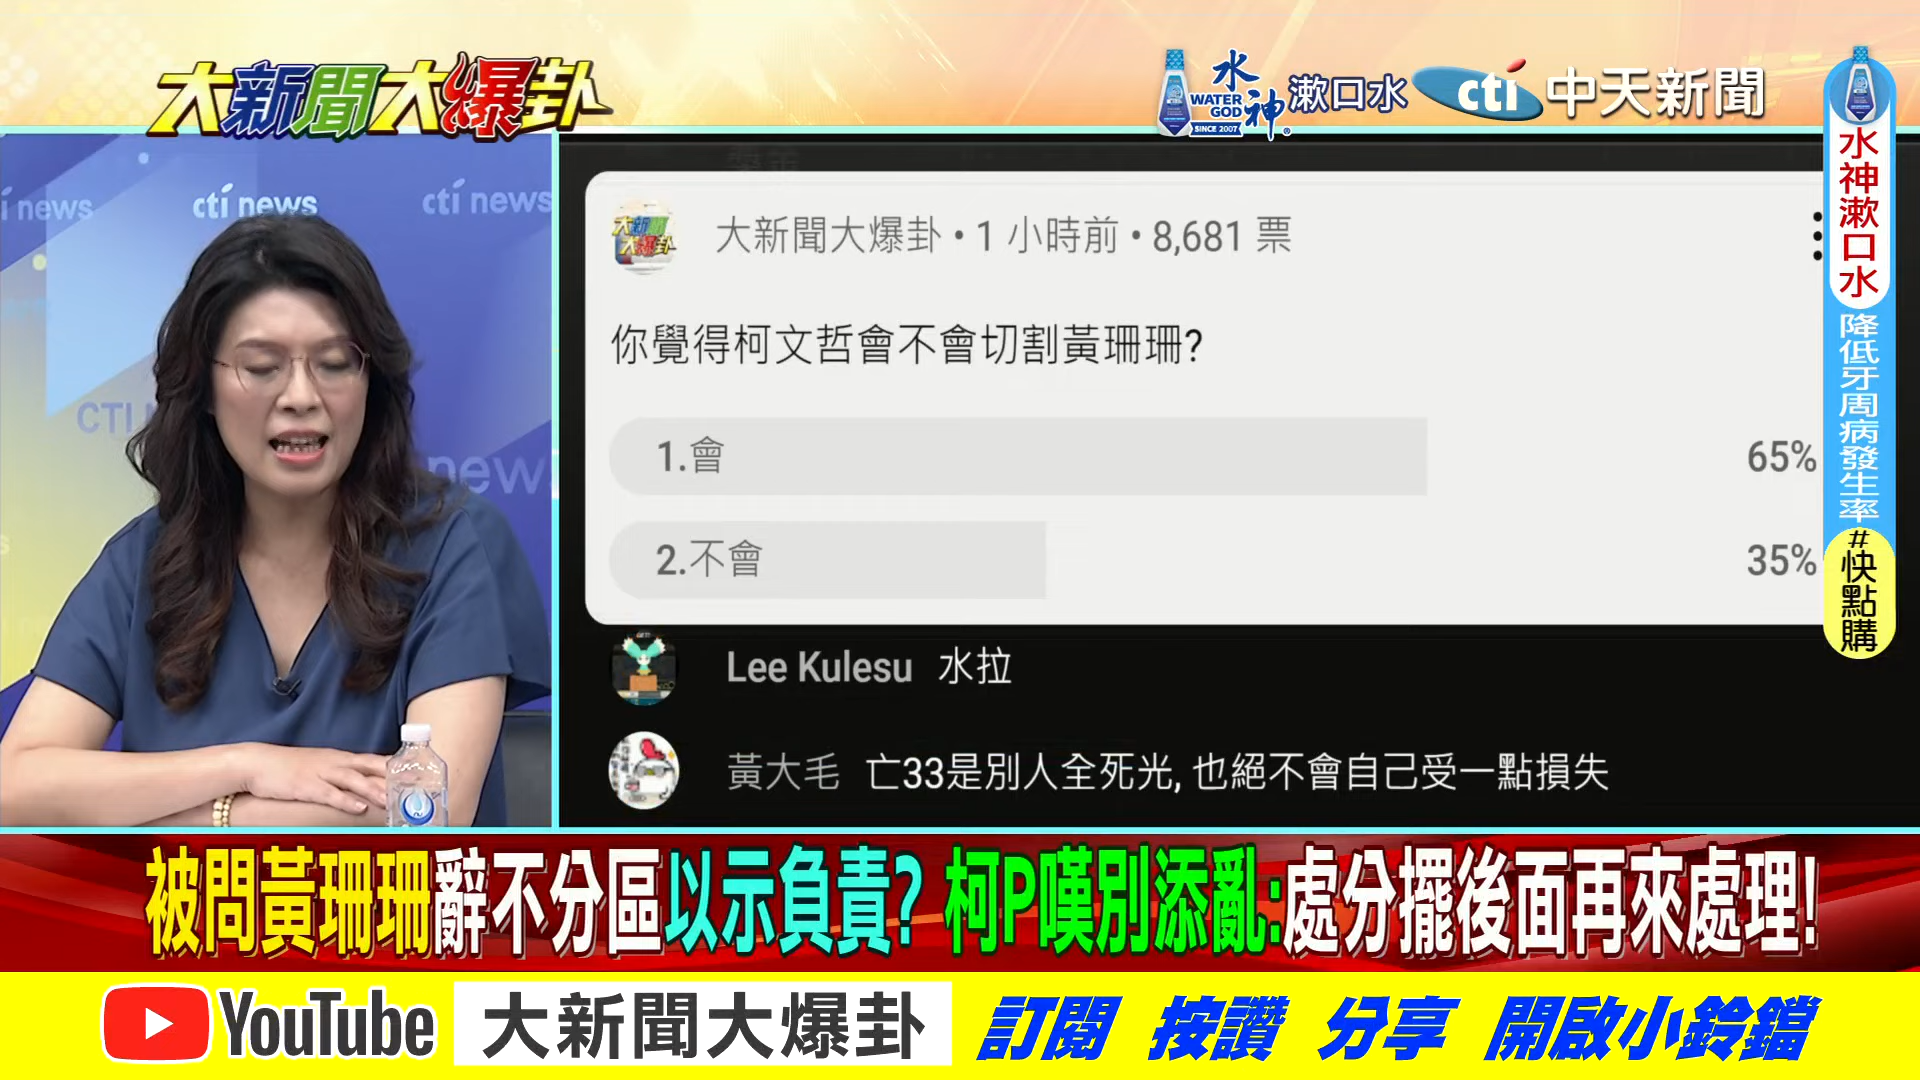 大新聞大爆卦
水神
WATER GOD
SINCE 2007
漱口水
cti 中天新聞
水神漱口水
降低牙周病發生率
#快點購
i news
cti news
cti news
CTI
news
大新聞大爆卦
大新聞大爆卦 • 1 小時前 • 8,681 票
你覺得柯文哲會不會切割黃珊珊?
1.會 65%
2.不會 35%
Lee Kulesu 水拉
黃大毛 亡33是別人全死光, 也絕不會自己受一點損失
被問黃珊珊辭不分區以示負責? 柯P嘆別添亂:處分擺後面再來處理!
YouTube 大新聞大爆卦 訂閱 按讚 分享 開啟小鈴鐺